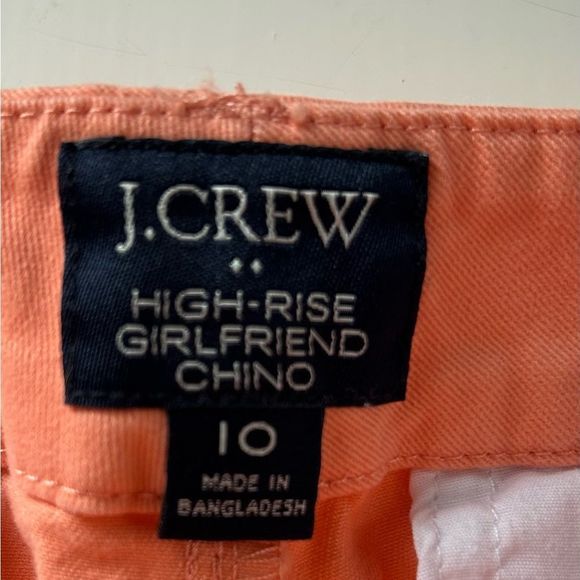 J.CREW
HIGH-RISE
GIRLFRIEND
CHINO
10
MADE IN
BANGLADESH